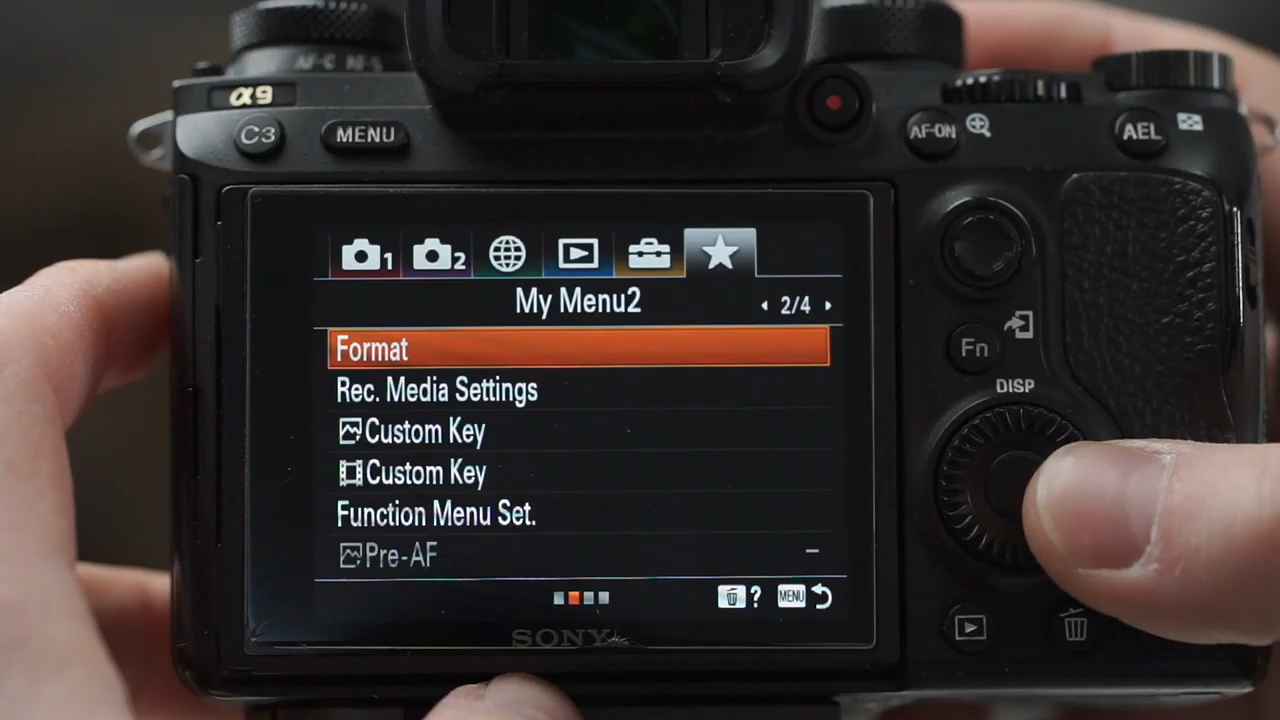 AF-C AF-S
α9
C3
MENU
AF-ON
AEL
1
2
My Menu2
2/4
Format
Rec. Media Settings
Custom Key
Custom Key
Function Menu Set.
Pre-AF
–
?
MENU
Fn
DISP
SONY